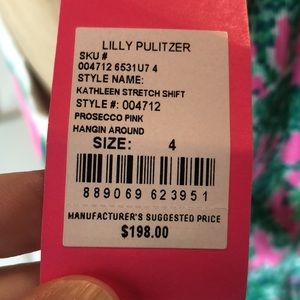 LILLY PULITZER
SKU #
004712 6531U7 4
STYLE NAME:
KATHLEEN STRETCH SHIFT
STYLE #: 004712
PROSECCO PINK
HANGIN AROUND
SIZE: 4
889069 623951
MANUFACTURER'S SUGGESTED PRICE
$198.00